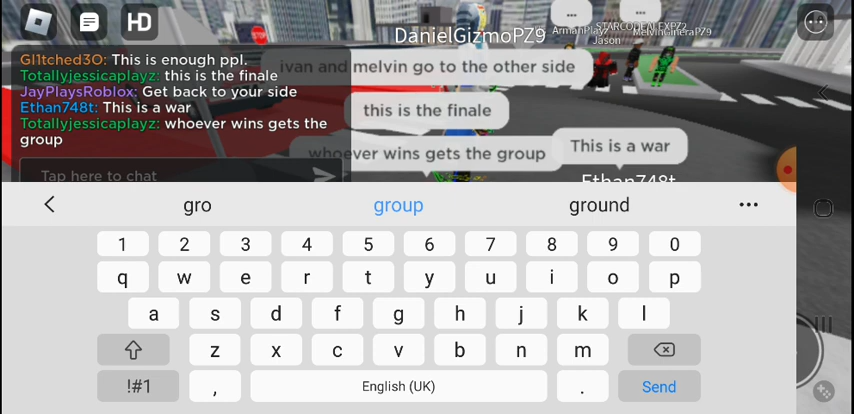 HD
DanielGizmoPZ9
STARCODEALEXPZ2
Jason
Gl1tched3O: This is enough ppl.
Totallyjessicaplayz: this is the finale
JayPlaysRoblox: Get back to your side
Ethan748t: This is a war
Totallyjessicaplayz: whoever wins gets the
group
Tap here to chat
ivan and melvin go to the other side
this is the finale
whoever wins gets the group
This is a war
Ethan748t
gro group ground
1 2 3 4 5 6 7 8 9 0
q w e r t y u i o p
a s d f g h j k l
z x c v b n m
!#1 , English (UK) . Send